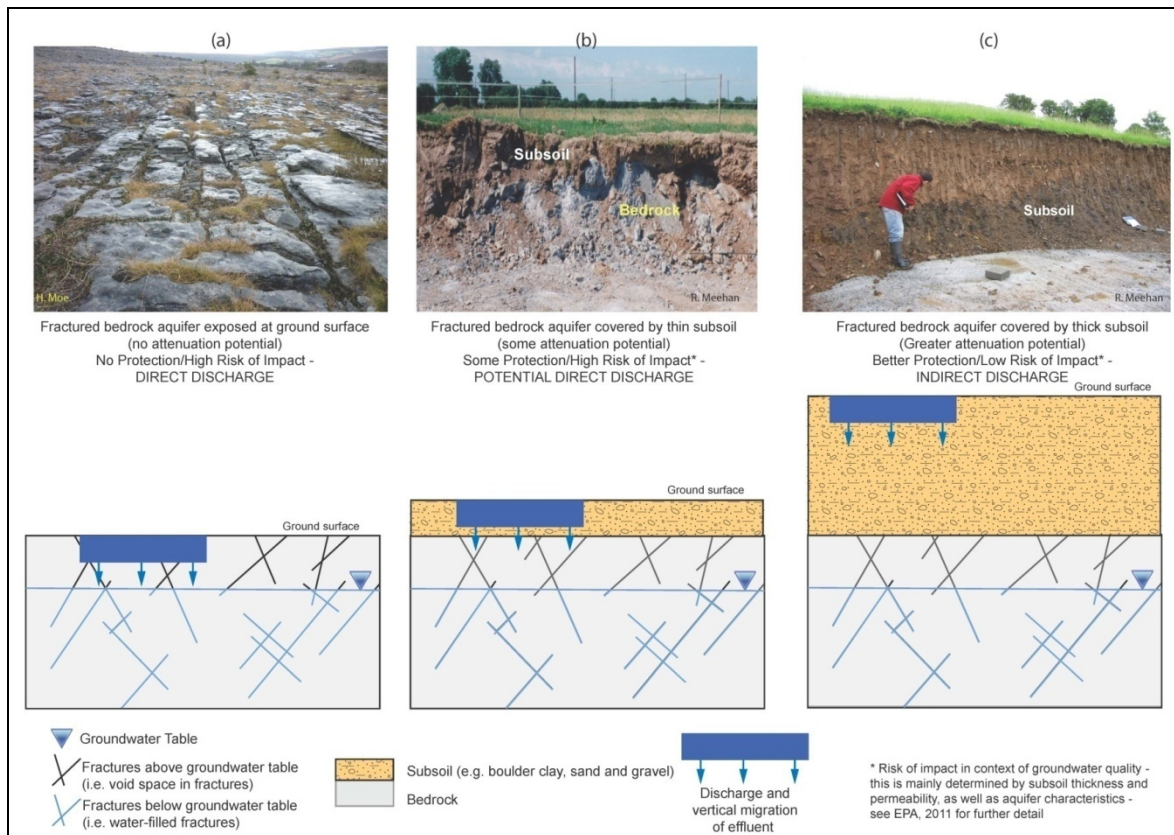 (a)
H. Moe
Fractured bedrock aquifer exposed at ground surface
(no attenuation potential)
No Protection/High Risk of Impact -
DIRECT DISCHARGE
Ground surface
(b)
Subsoil
Bedrock
R. Meehan
Fractured bedrock aquifer covered by thin subsoil
(some attenuation potential)
Some Protection/High Risk of Impact* -
POTENTIAL DIRECT DISCHARGE
Ground surface
(c)
Subsoil
R. Meehan
Fractured bedrock aquifer covered by thick subsoil
(Greater attenuation potential)
Better Protection/Low Risk of Impact* -
INDIRECT DISCHARGE
Ground surface
Groundwater Table
Fractures above groundwater table
(i.e. void space in fractures)
Fractures below groundwater table
(i.e. water-filled fractures)
Subsoil (e.g. boulder clay, sand and gravel)
Bedrock
Discharge and
vertical migration
of effluent
* Risk of impact in context of groundwater quality -
this is mainly determined by subsoil thickness and
permeability, as well as aquifer characteristics -
see EPA, 2011 for further detail